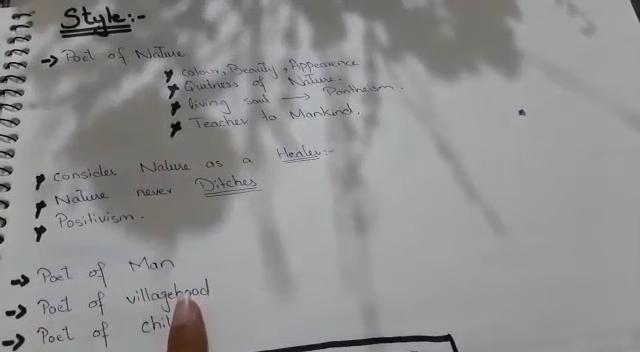 Style:-
→ Poet of Nature
colour, Beauty, Appearence
Quitness of Nature.
living soul → Pantheism.
Teacher to Mankind.
consider Nature as a Healer:-
Nature never Ditches
Positivism.
→ Poet of Man
→ Poet of villagehood
→ Poet of